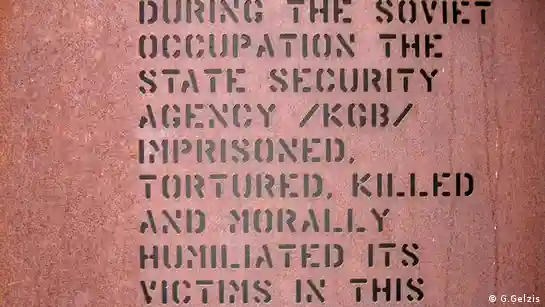 DURING THE SOVIET
OCCUPATION THE
STATE SECURITY
AGENCY /KGB/
IMPRISONED,
TORTURED, KILLED
AND MORALLY
HUMILIATED ITS
VICTIMS IN THIS
© G.Gelzis